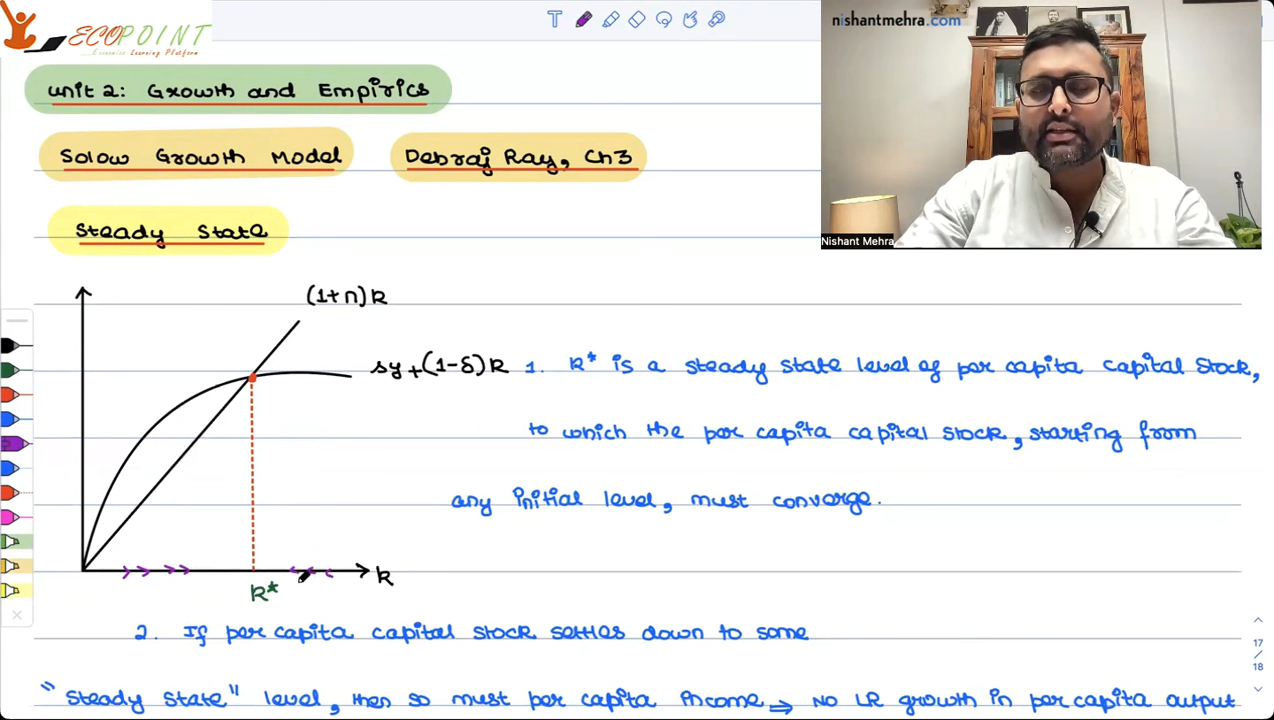 ECOPOINT
Economics Learning Platform
nishantmehra.com
Unit 2: Growth and Empirics
Solow Growth Model
Debraj Ray, Ch3
Steady State
Nishant Mehra
(1+n)k
sy+(1-δ)k
1. k* is a steady state level of per capita capital stock,
to which the per capita capital stock, starting from
any initial level, must converge.
k
k*
2. If per capita capital stock settles down to some
"Steady State" level, then so must per capita income ⇒ no LR growth in per capita output
17
/
18